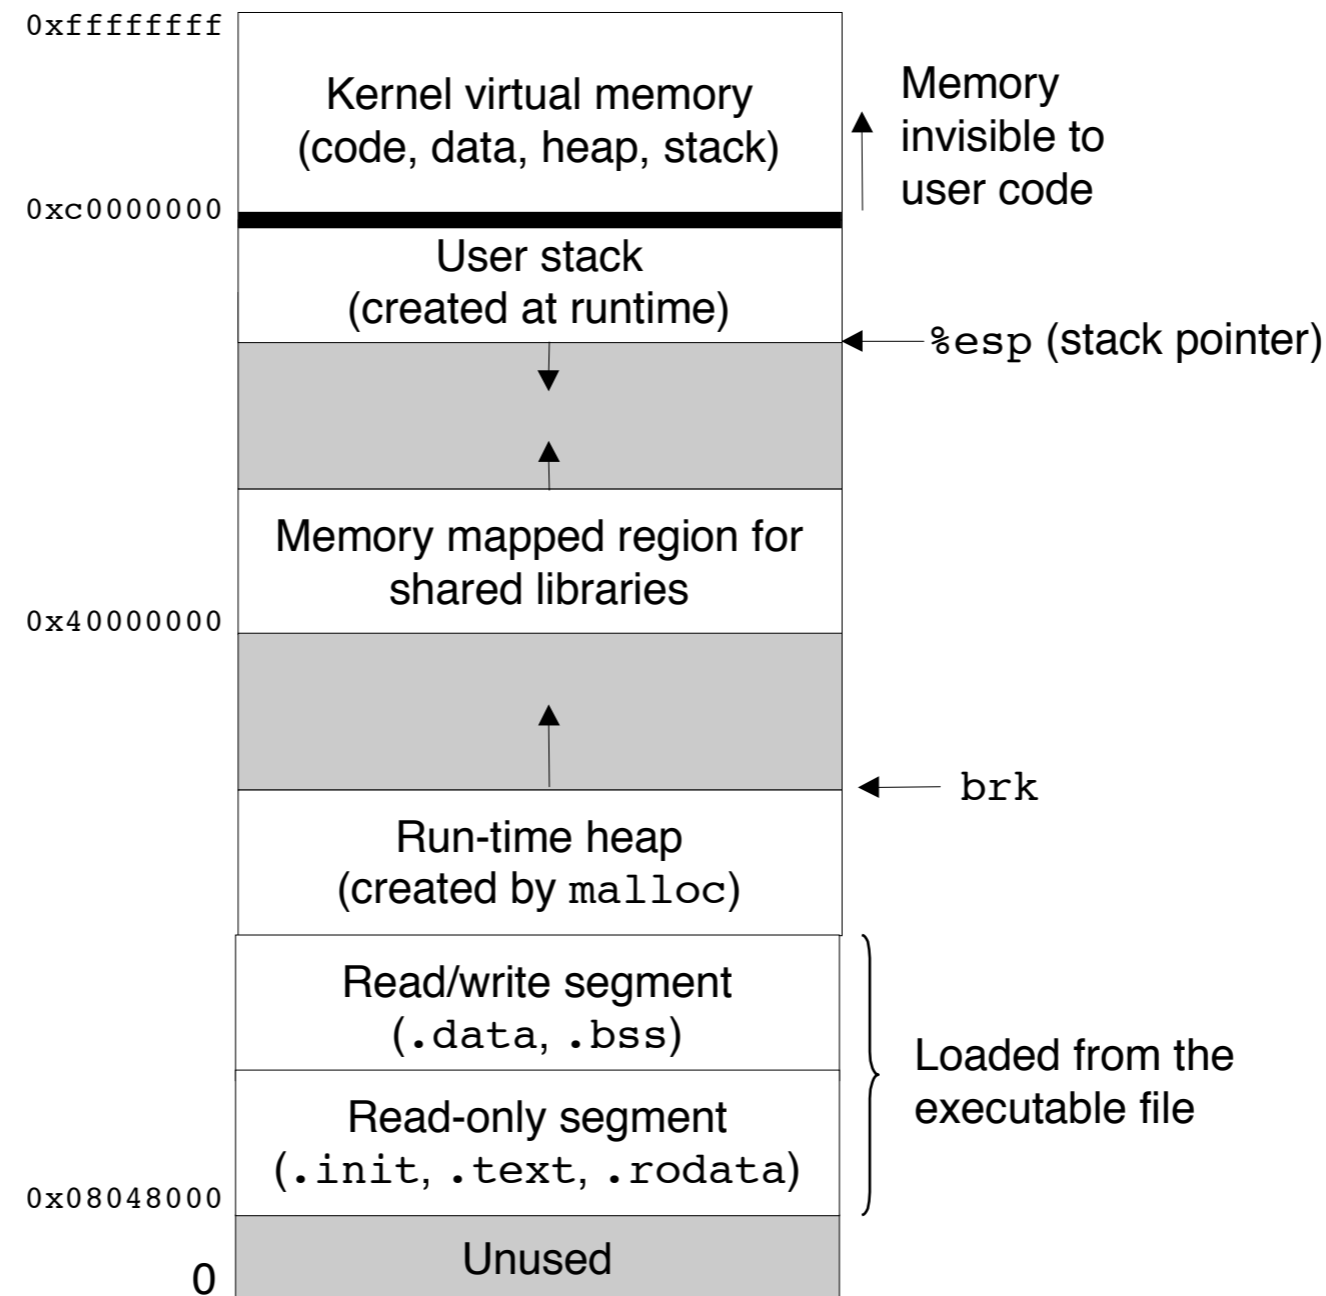 0xffffffff
Kernel virtual memory
(code, data, heap, stack)
Memory
invisible to
user code
0xc0000000
User stack
(created at runtime)
%esp (stack pointer)
Memory mapped region for
shared libraries
0x40000000
brk
Run-time heap
(created by malloc)
Read/write segment
(.data, .bss)
Loaded from the
executable file
Read-only segment
(.init, .text, .rodata)
0x08048000
Unused
0